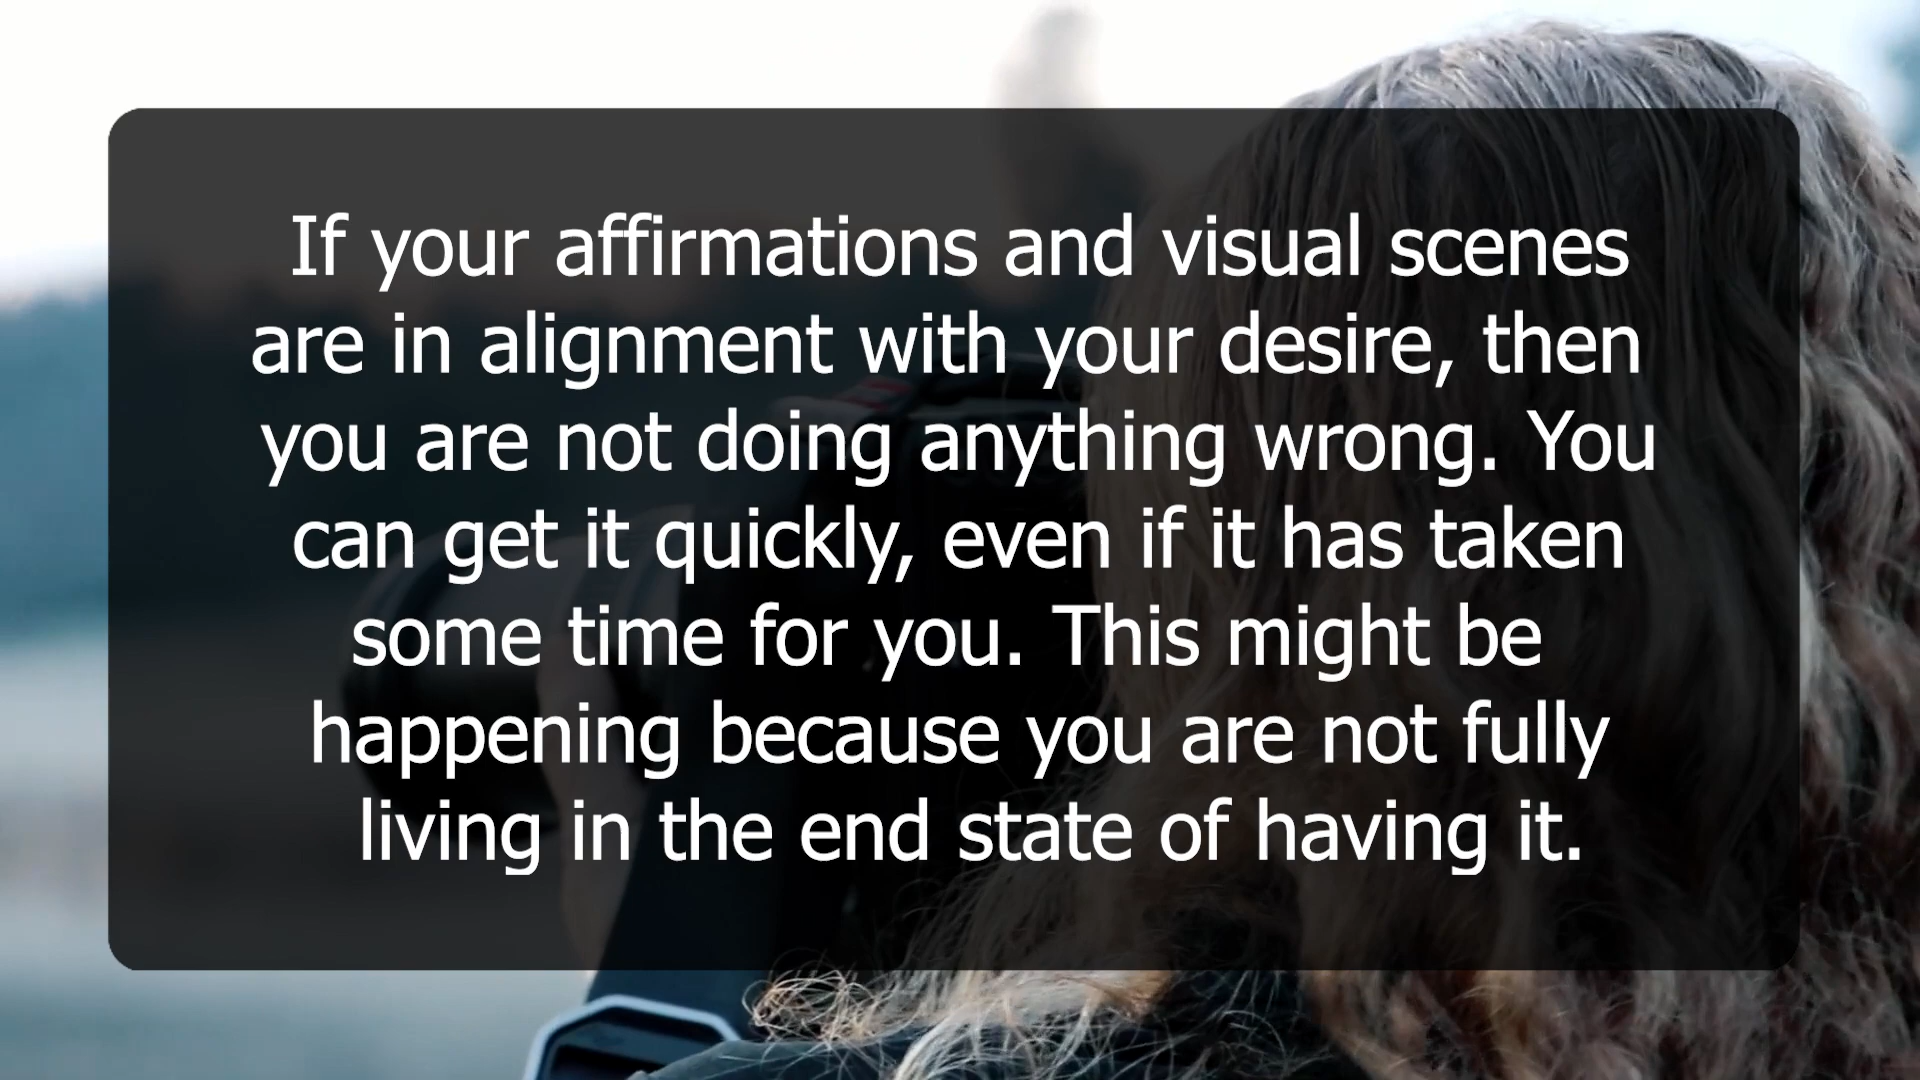 If your affirmations and visual scenes
are in alignment with your desire, then
you are not doing anything wrong. You
can get it quickly, even if it has taken
some time for you. This might be
happening because you are not fully
living in the end state of having it.